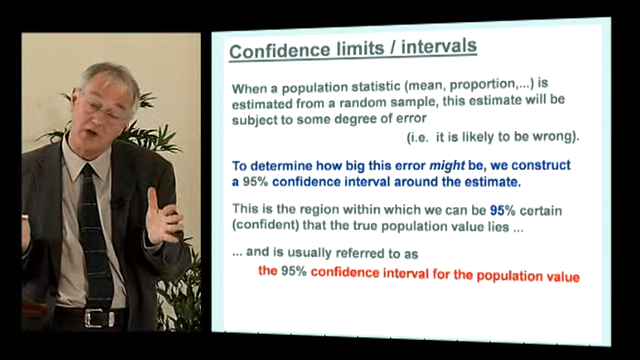 Confidence limits / intervals
When a population statistic (mean, proportion,...) is
estimated from a random sample, this estimate will be
subject to some degree of error
(i.e. it is likely to be wrong).
To determine how big this error might be, we construct
a 95% confidence interval around the estimate.
This is the region within which we can be 95% certain
(confident) that the true population value lies ...
... and is usually referred to as
the 95% confidence interval for the population value